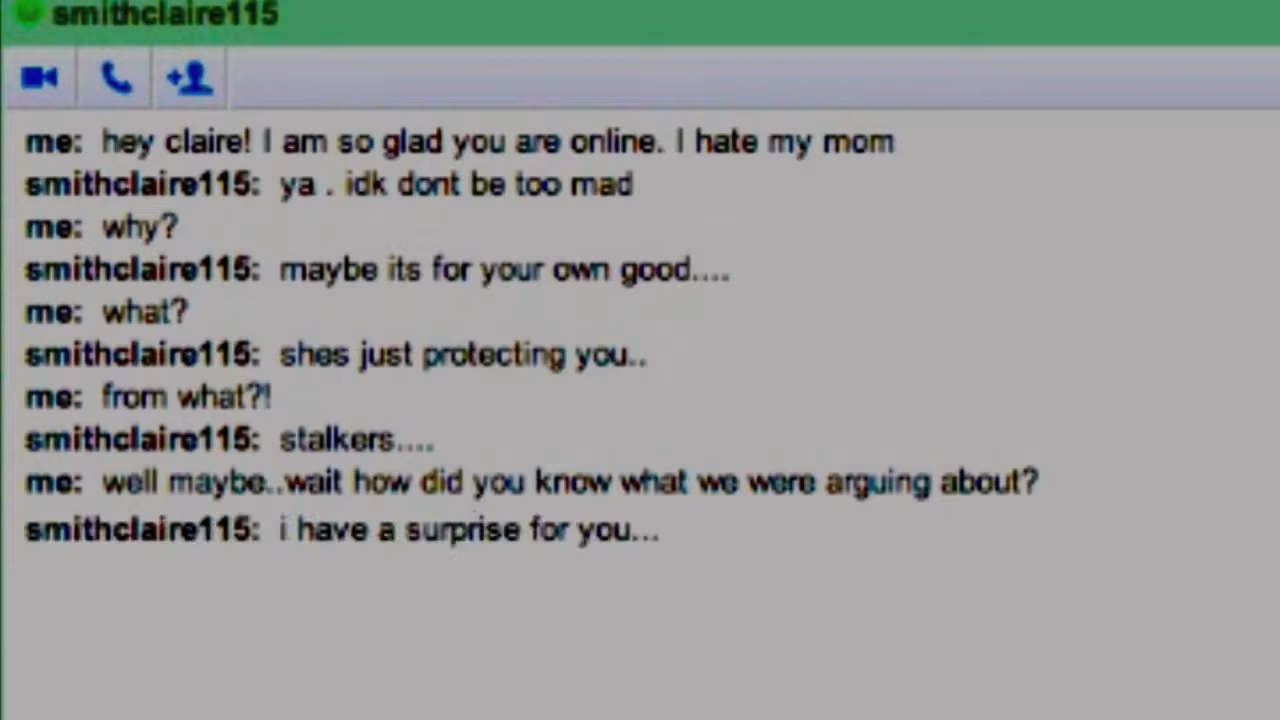 smithclaire115
me: hey claire! I am so glad you are online. I hate my mom
smithclaire115: ya . idk dont be too mad
me: why?
smithclaire115: maybe its for your own good....
me: what?
smithclaire115: shes just protecting you..
me: from what?!
smithclaire115: stalkers....
me: well maybe..wait how did you know what we were arguing about?
smithclaire115: i have a surprise for you...